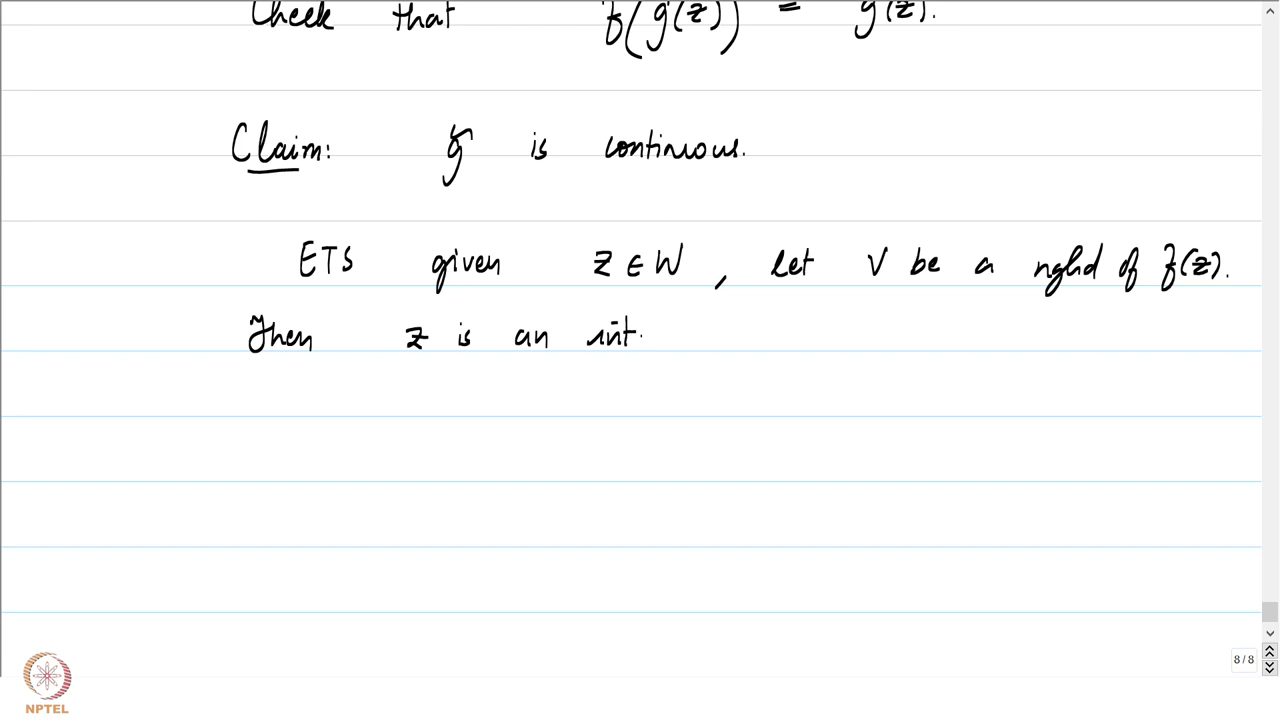 Check that f(g(z)) = g(z).
Claim: g is continuous.
ETS given z ∈ W, let V be a nghd of f(z).
Then z is an int.
8 / 8
NPTEL